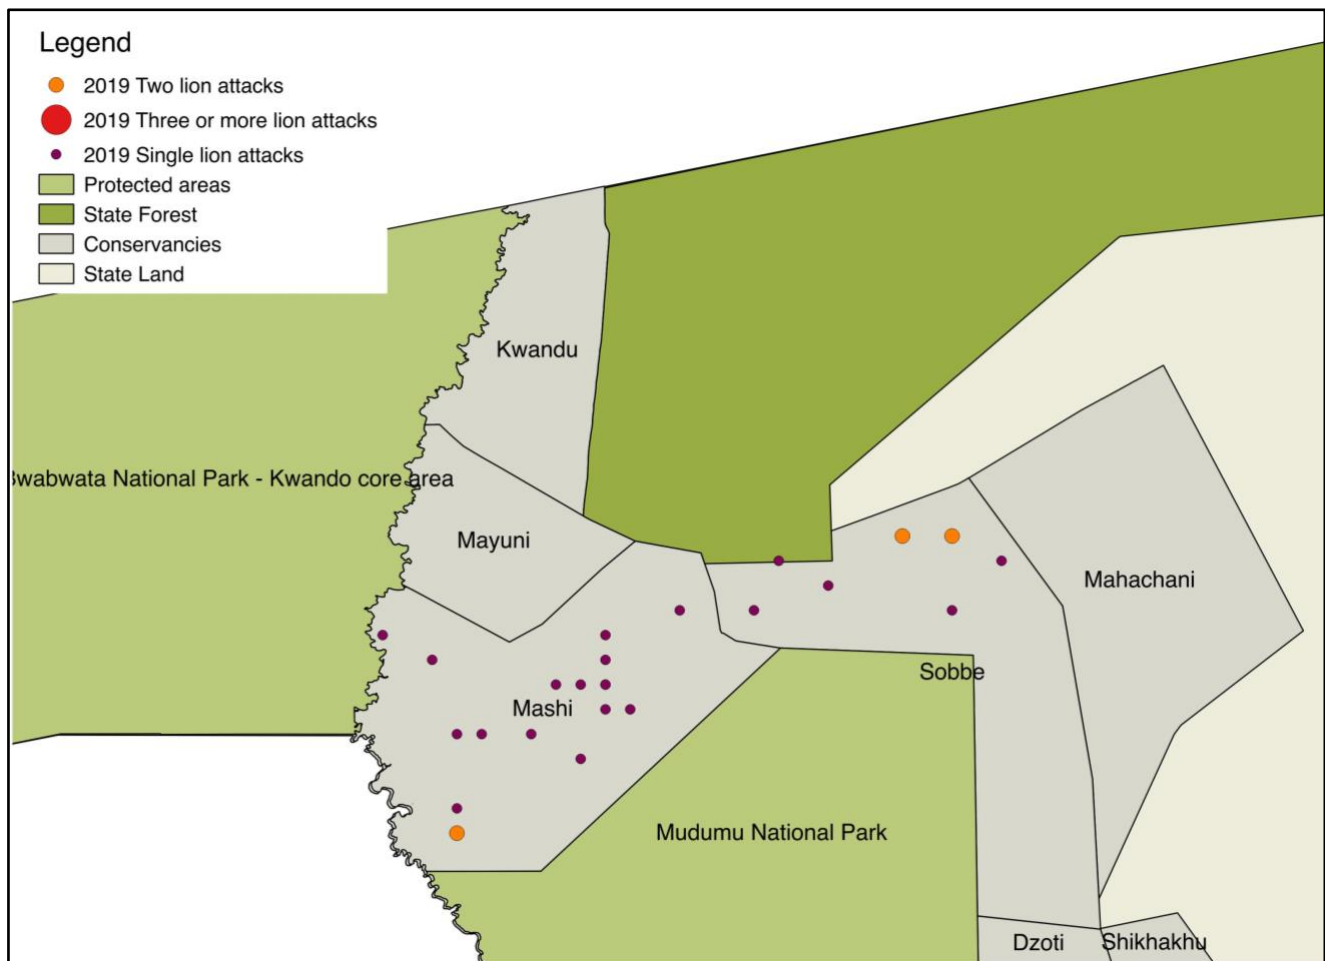 Legend
2019 Two lion attacks
2019 Three or more lion attacks
2019 Single lion attacks
Protected areas
State Forest
Conservancies
State Land
Kwandu
Bwabwata National Park - Kwando core area
Mayuni
Mahachani
Sobbe
Mashi
Mudumu National Park
Dzoti
Shikhakhu